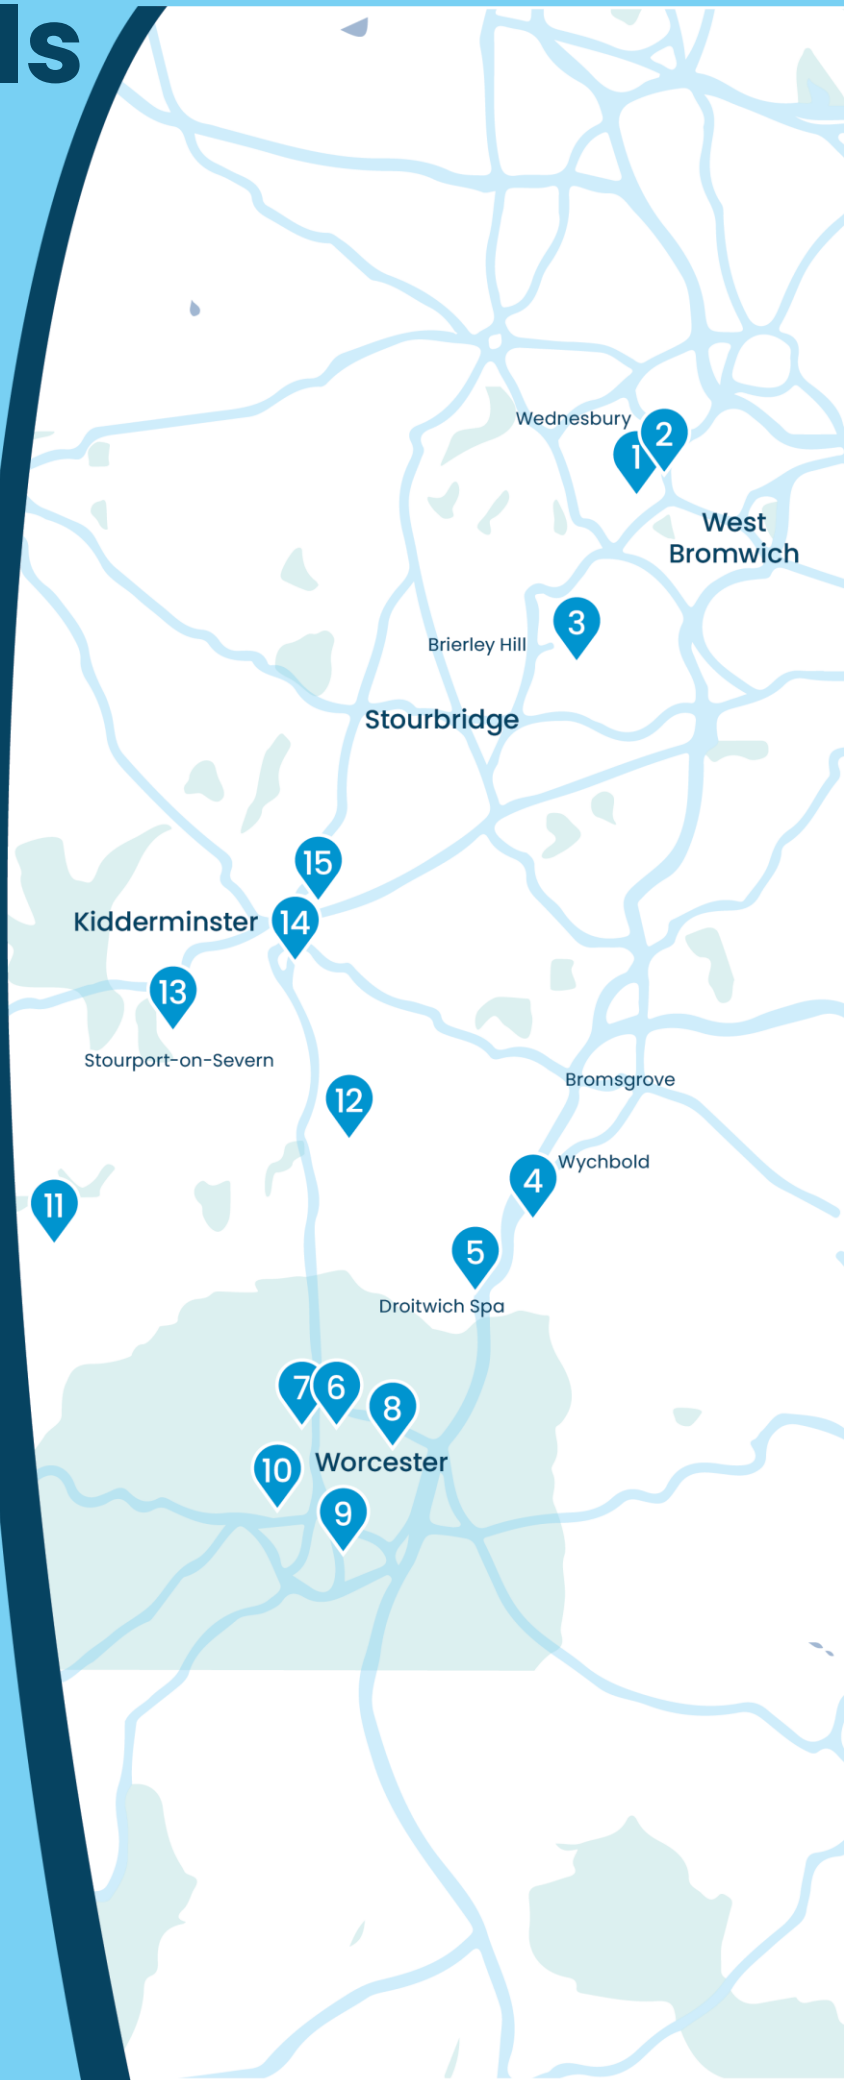 ls
Wednesbury
2
1
West
Bromwich
3
Brierley Hill
Stourbridge
15
Kidderminster
14
13
Stourport-on-Severn
Bromsgrove
12
Wychbold
4
11
5
Droitwich Spa
7
6
8
Worcester
10
9